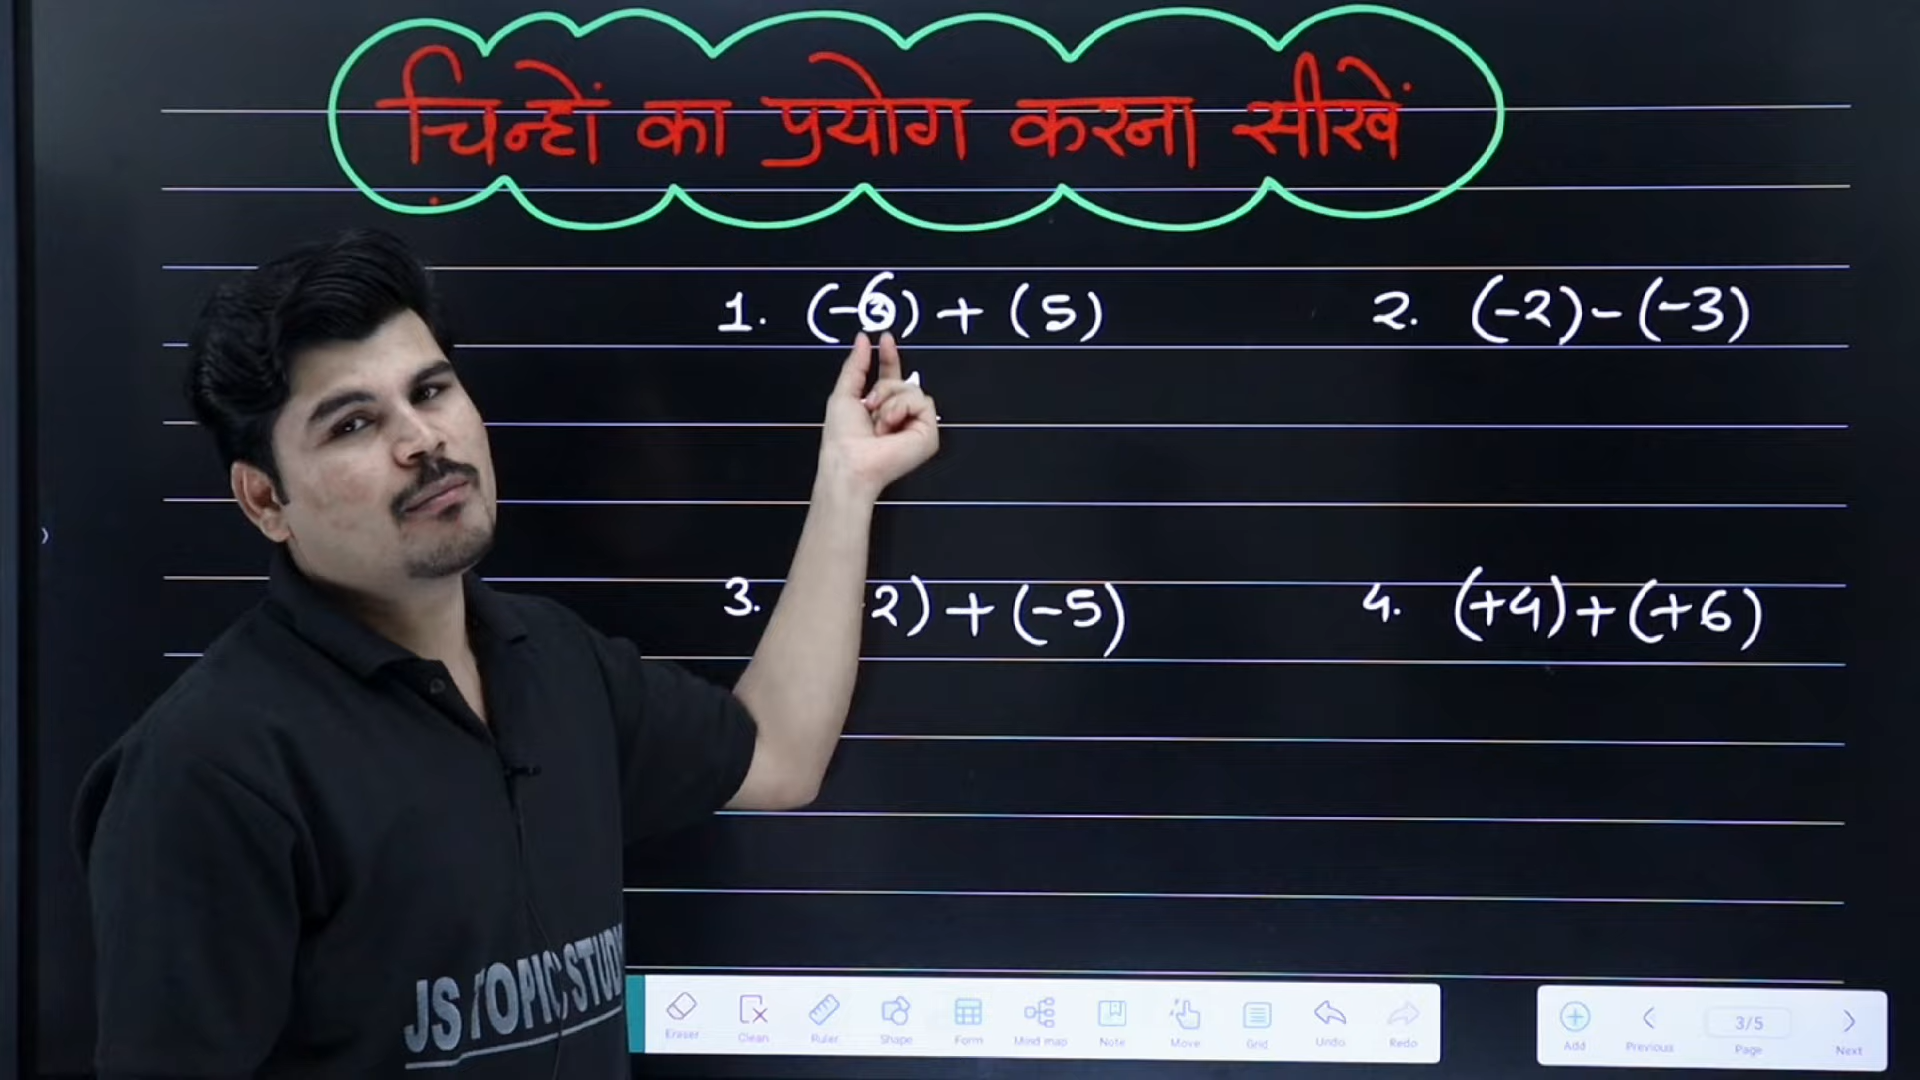 चिन्हों का प्रयोग करना सीखें
1. (-6) + (5)
2. (-2) - (-3)
3. 2) + (-5)
4. (+4) + (+6)
JS TOPIC STUDY
Eraser Clean Ruler Shape Form Mind map Note Move Grid Undo Redo
Add Previous 3/5 Page Next